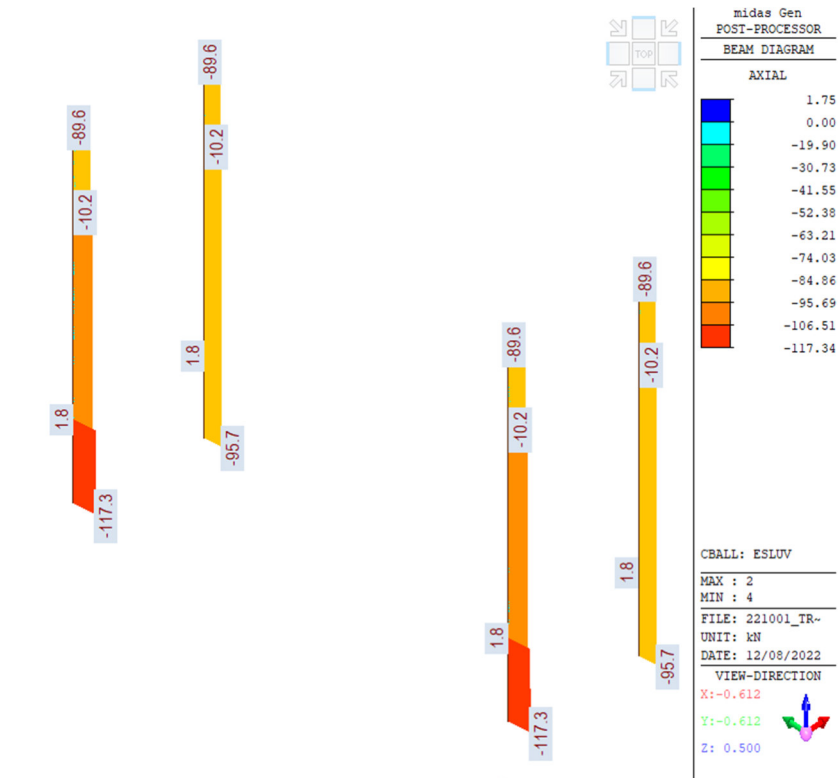 -89.6
-10.2
1.8
-117.3
-89.6
-10.2
1.8
-95.7
-89.6
-10.2
1.8
-117.3
-89.6
-10.2
1.8
-95.7
TOP
midas Gen
POST-PROCESSOR
BEAM DIAGRAM
AXIAL
1.75
0.00
-19.90
-30.73
-41.55
-52.38
-63.21
-74.03
-84.86
-95.69
-106.51
-117.34
CBALL: ESLUV
MAX : 2
MIN : 4
FILE: 221001_TR~
UNIT: kN
DATE: 12/08/2022
VIEW-DIRECTION
X:-0.612
Y:-0.612
Z: 0.500